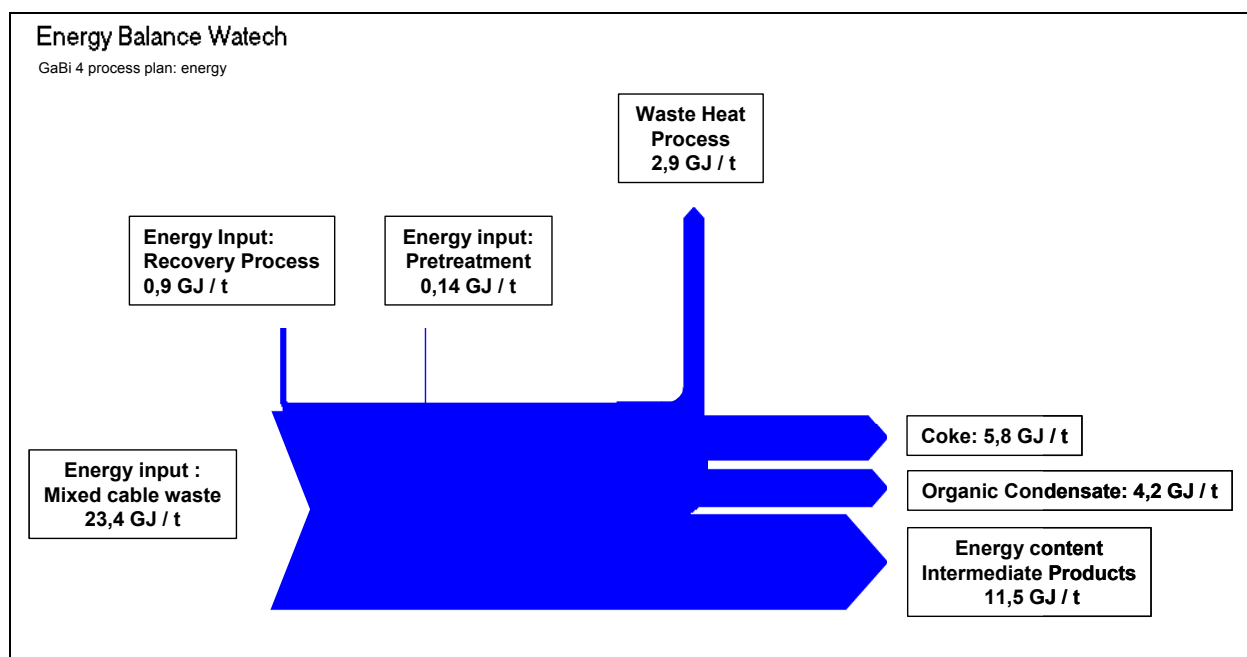 Energy Balance Watech
GaBi 4 process plan: energy
Waste Heat
Process
2,9 GJ / t
Energy Input:
Recovery Process
0,9 GJ / t
Energy input:
Pretreatment
0,14 GJ / t
Energy input :
Mixed cable waste
23,4 GJ / t
Coke: 5,8 GJ / t
Organic Condensate: 4,2 GJ / t
Energy content
Intermediate Products
11,5 GJ / t